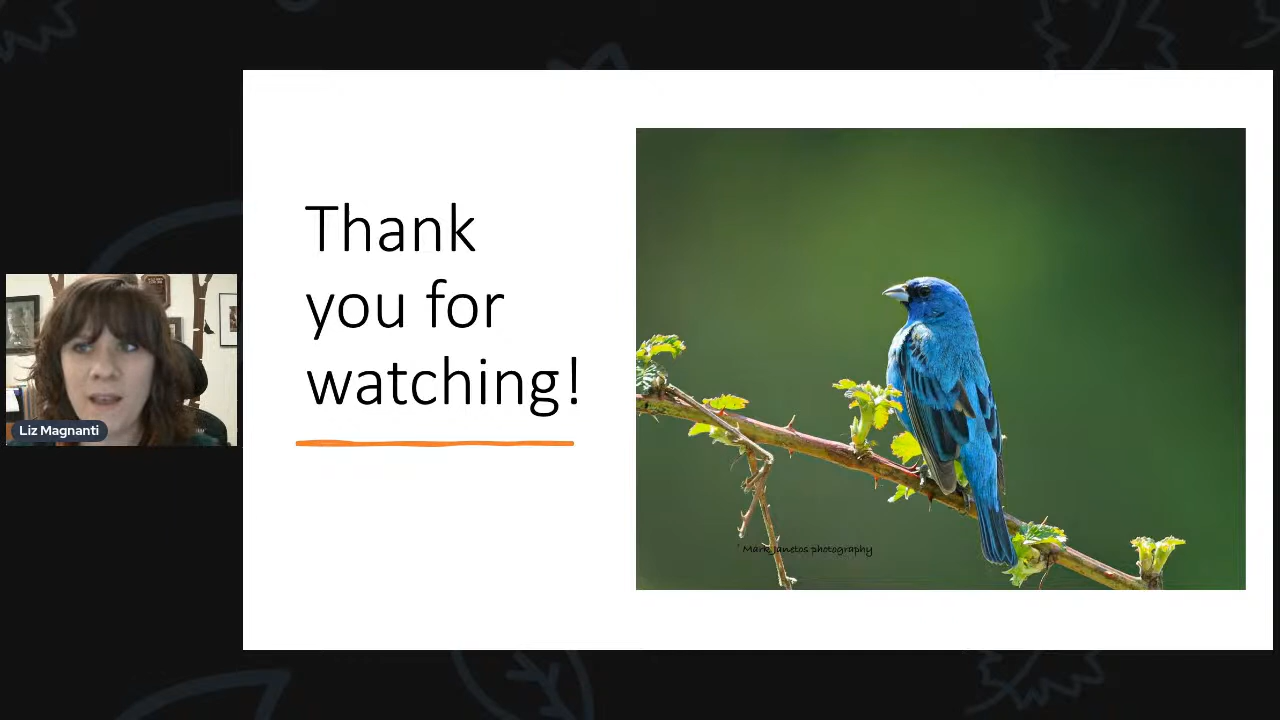 Thank
you for
watching!
Liz Magnanti
Mark Janetos photography